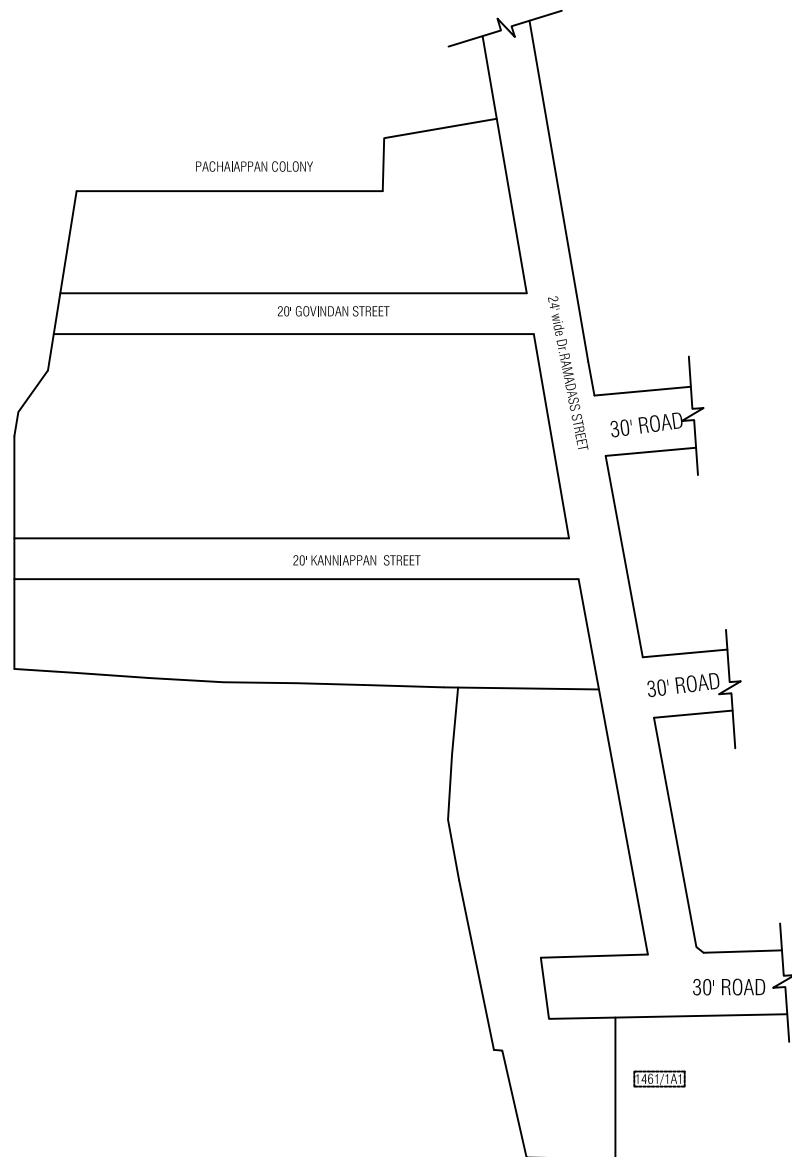 PACHAIAPPAN COLONY
20' GOVINDAN STREET
24' wide Dr.RAMADASS STREET
30' ROAD
20' KANNIAPPAN STREET
30' ROAD
30' ROAD
1461/1A1